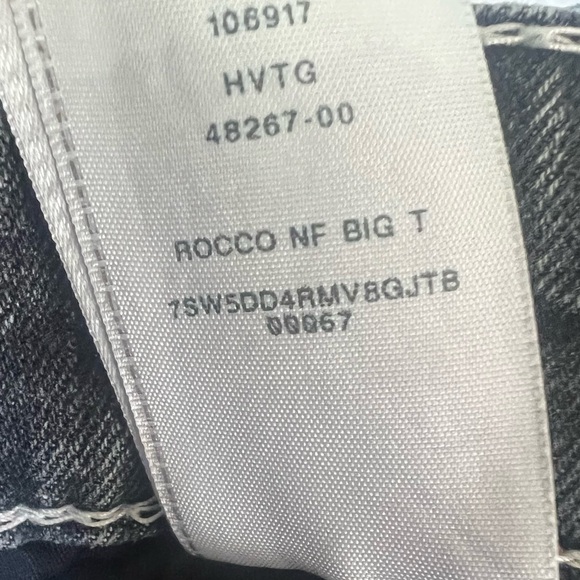 106917
HVTG
48267-00
ROCCO NF BIG T
7SW5DD4RMV8GJTB
00067